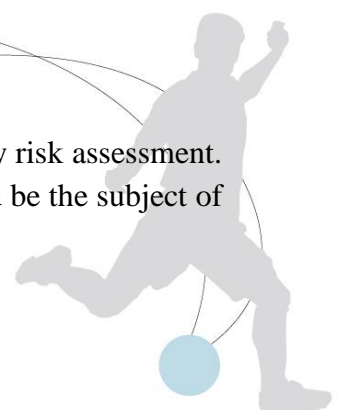 risk assessment.
be the subject of